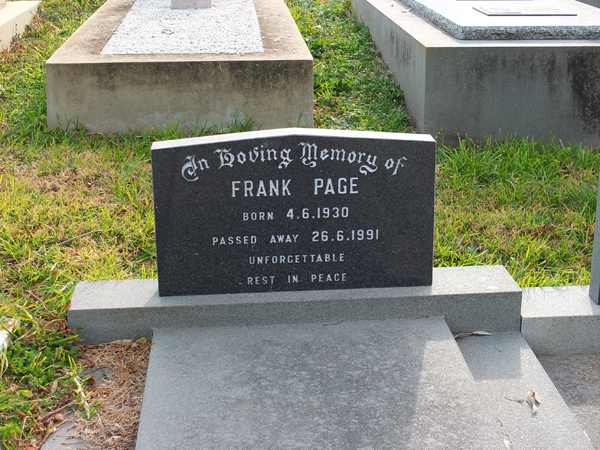 In Loving Memory of
FRANK PAGE
BORN 4.6.1930
PASSED AWAY 26.6.1991
UNFORGETTABLE
REST IN PEACE